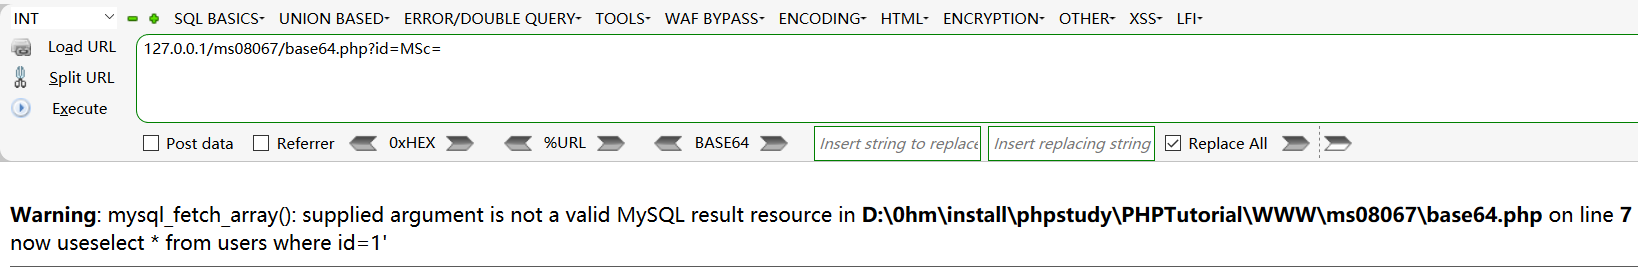 INT SQL BASICS UNION BASED ERROR/DOUBLE QUERY TOOLS WAF BYPASS ENCODING HTML ENCRYPTION OTHER XSS LFI
Load URL 127.0.0.1/ms08067/base64.php?id=MSc=
Split URL
Execute
Post data Referrer 0xHEX %URL BASE64 Insert string to replace Insert replacing string Replace All
Warning: mysql_fetch_array(): supplied argument is not a valid MySQL result resource in D:\0hm\install\phpstudy\PHPTutorial\WWW\ms08067\base64.php on line 7
now useselect * from users where id=1'